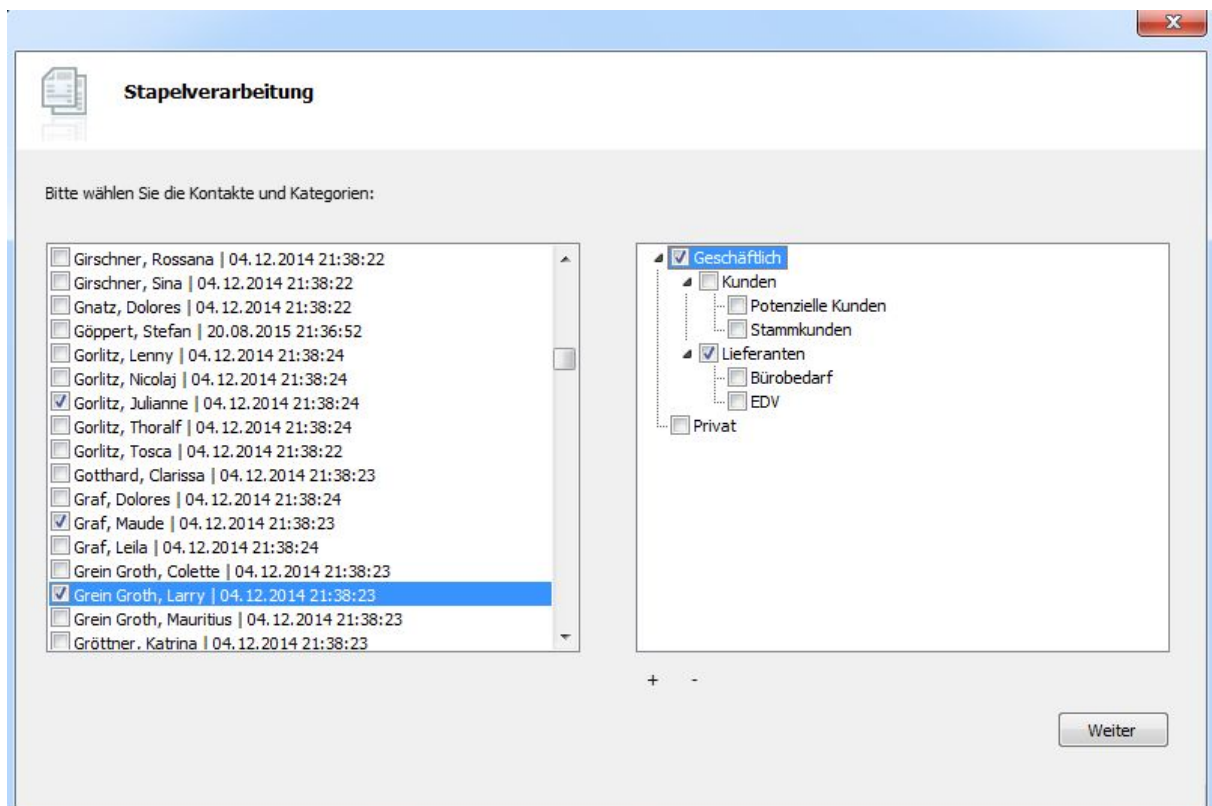 Stapelverarbeitung
Bitte wählen Sie die Kontakte und Kategorien:
Girschner, Rossana | 04.12.2014 21:38:22
Girschner, Sina | 04.12.2014 21:38:22
Gnatz, Dolores | 04.12.2014 21:38:22
Göppert, Stefan | 20.08.2015 21:36:52
Gorlitz, Lenny | 04.12.2014 21:38:24
Gorlitz, Nicolaj | 04.12.2014 21:38:24
Gorlitz, Julianne | 04.12.2014 21:38:24
Gorlitz, Thoralf | 04.12.2014 21:38:24
Gorlitz, Tosca | 04.12.2014 21:38:22
Gotthard, Clarissa | 04.12.2014 21:38:23
Graf, Dolores | 04.12.2014 21:38:24
Graf, Maude | 04.12.2014 21:38:23
Graf, Leila | 04.12.2014 21:38:24
Grein Groth, Colette | 04.12.2014 21:38:23
Grein Groth, Larry | 04.12.2014 21:38:23
Grein Groth, Mauritius | 04.12.2014 21:38:23
Gröttner, Katrina | 04.12.2014 21:38:23
Geschäftlich
Kunden
Potenzielle Kunden
Stammkunden
Lieferanten
Bürobedarf
EDV
Privat
+ -
Weiter